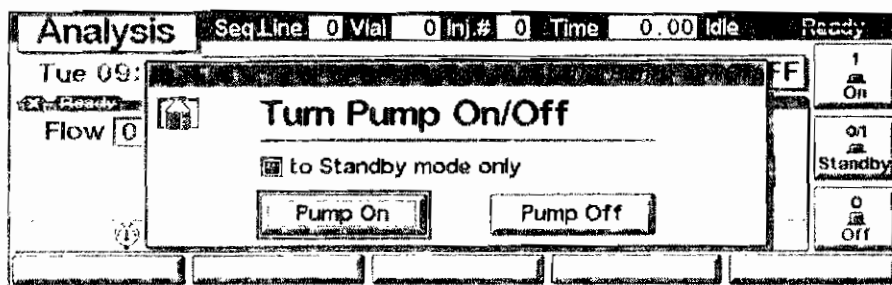 Analysis Seq.Line 0 Vial 0 Inj.# 0 Time 0.00 Idle Ready
Tue 09:
FF
1
On
Ready
Flow 0
Turn Pump On/Off
to Standby mode only
0/1
Standby
Pump On Pump Off
0
Off